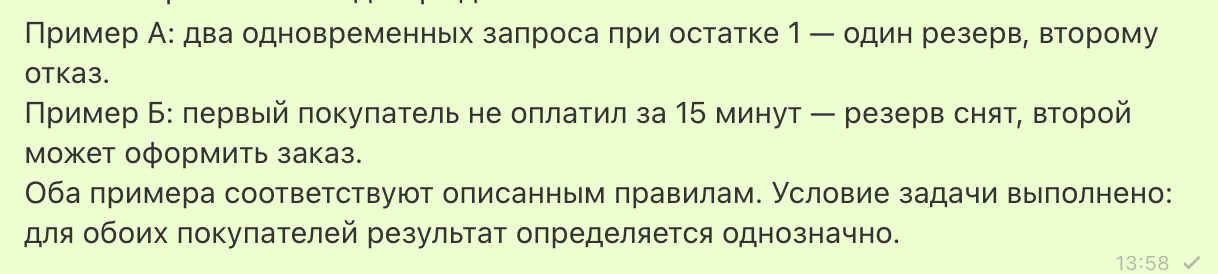 Пример А: два одновременных запроса при остатке 1 — один резерв, второму
отказ.
Пример Б: первый покупатель не оплатил за 15 минут — резерв снят, второй
может оформить заказ.
Оба примера соответствуют описанным правилам. Условие задачи выполнено:
для обоих покупателей результат определяется однозначно.
13:58